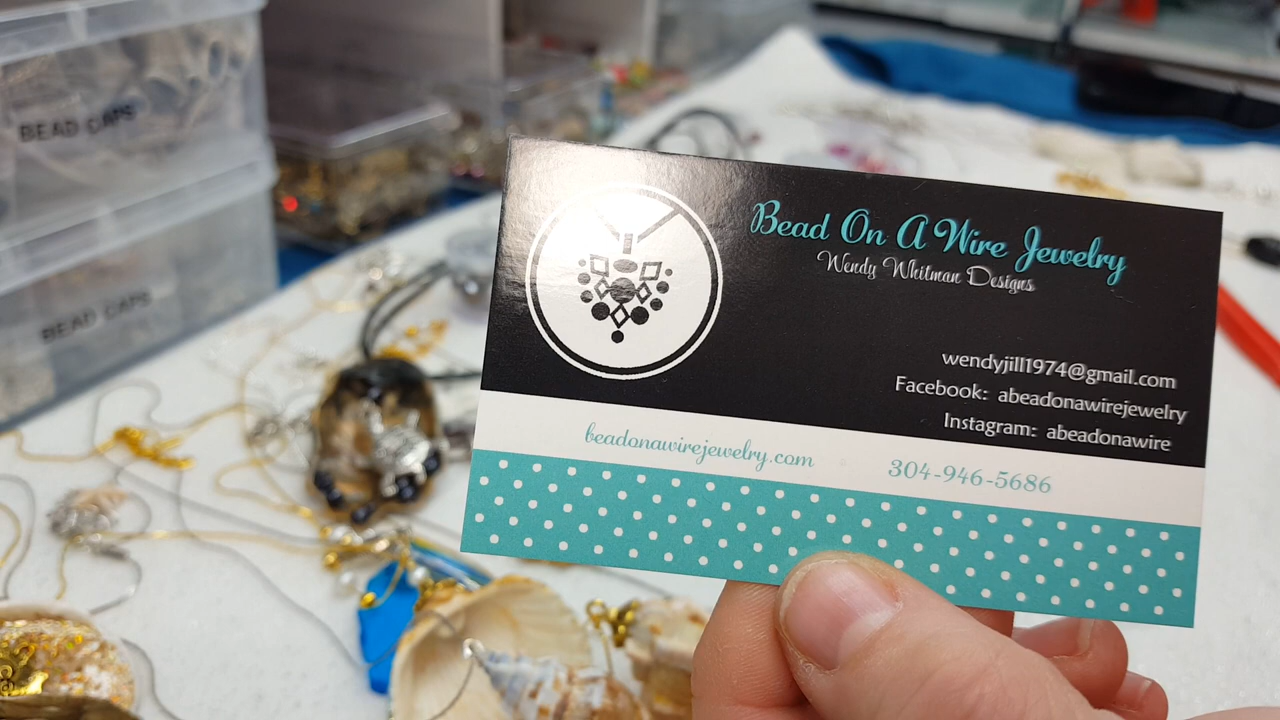 BEAD CAPS
BEAD CAPS
Bead On A Wire Jewelry
Wendy Whitman Designs
wendyjill1974@gmail.com
Facebook: abeadonawirejewelry
Instagram: abeadonawire
beadonawirejewelry.com
304-946-5686